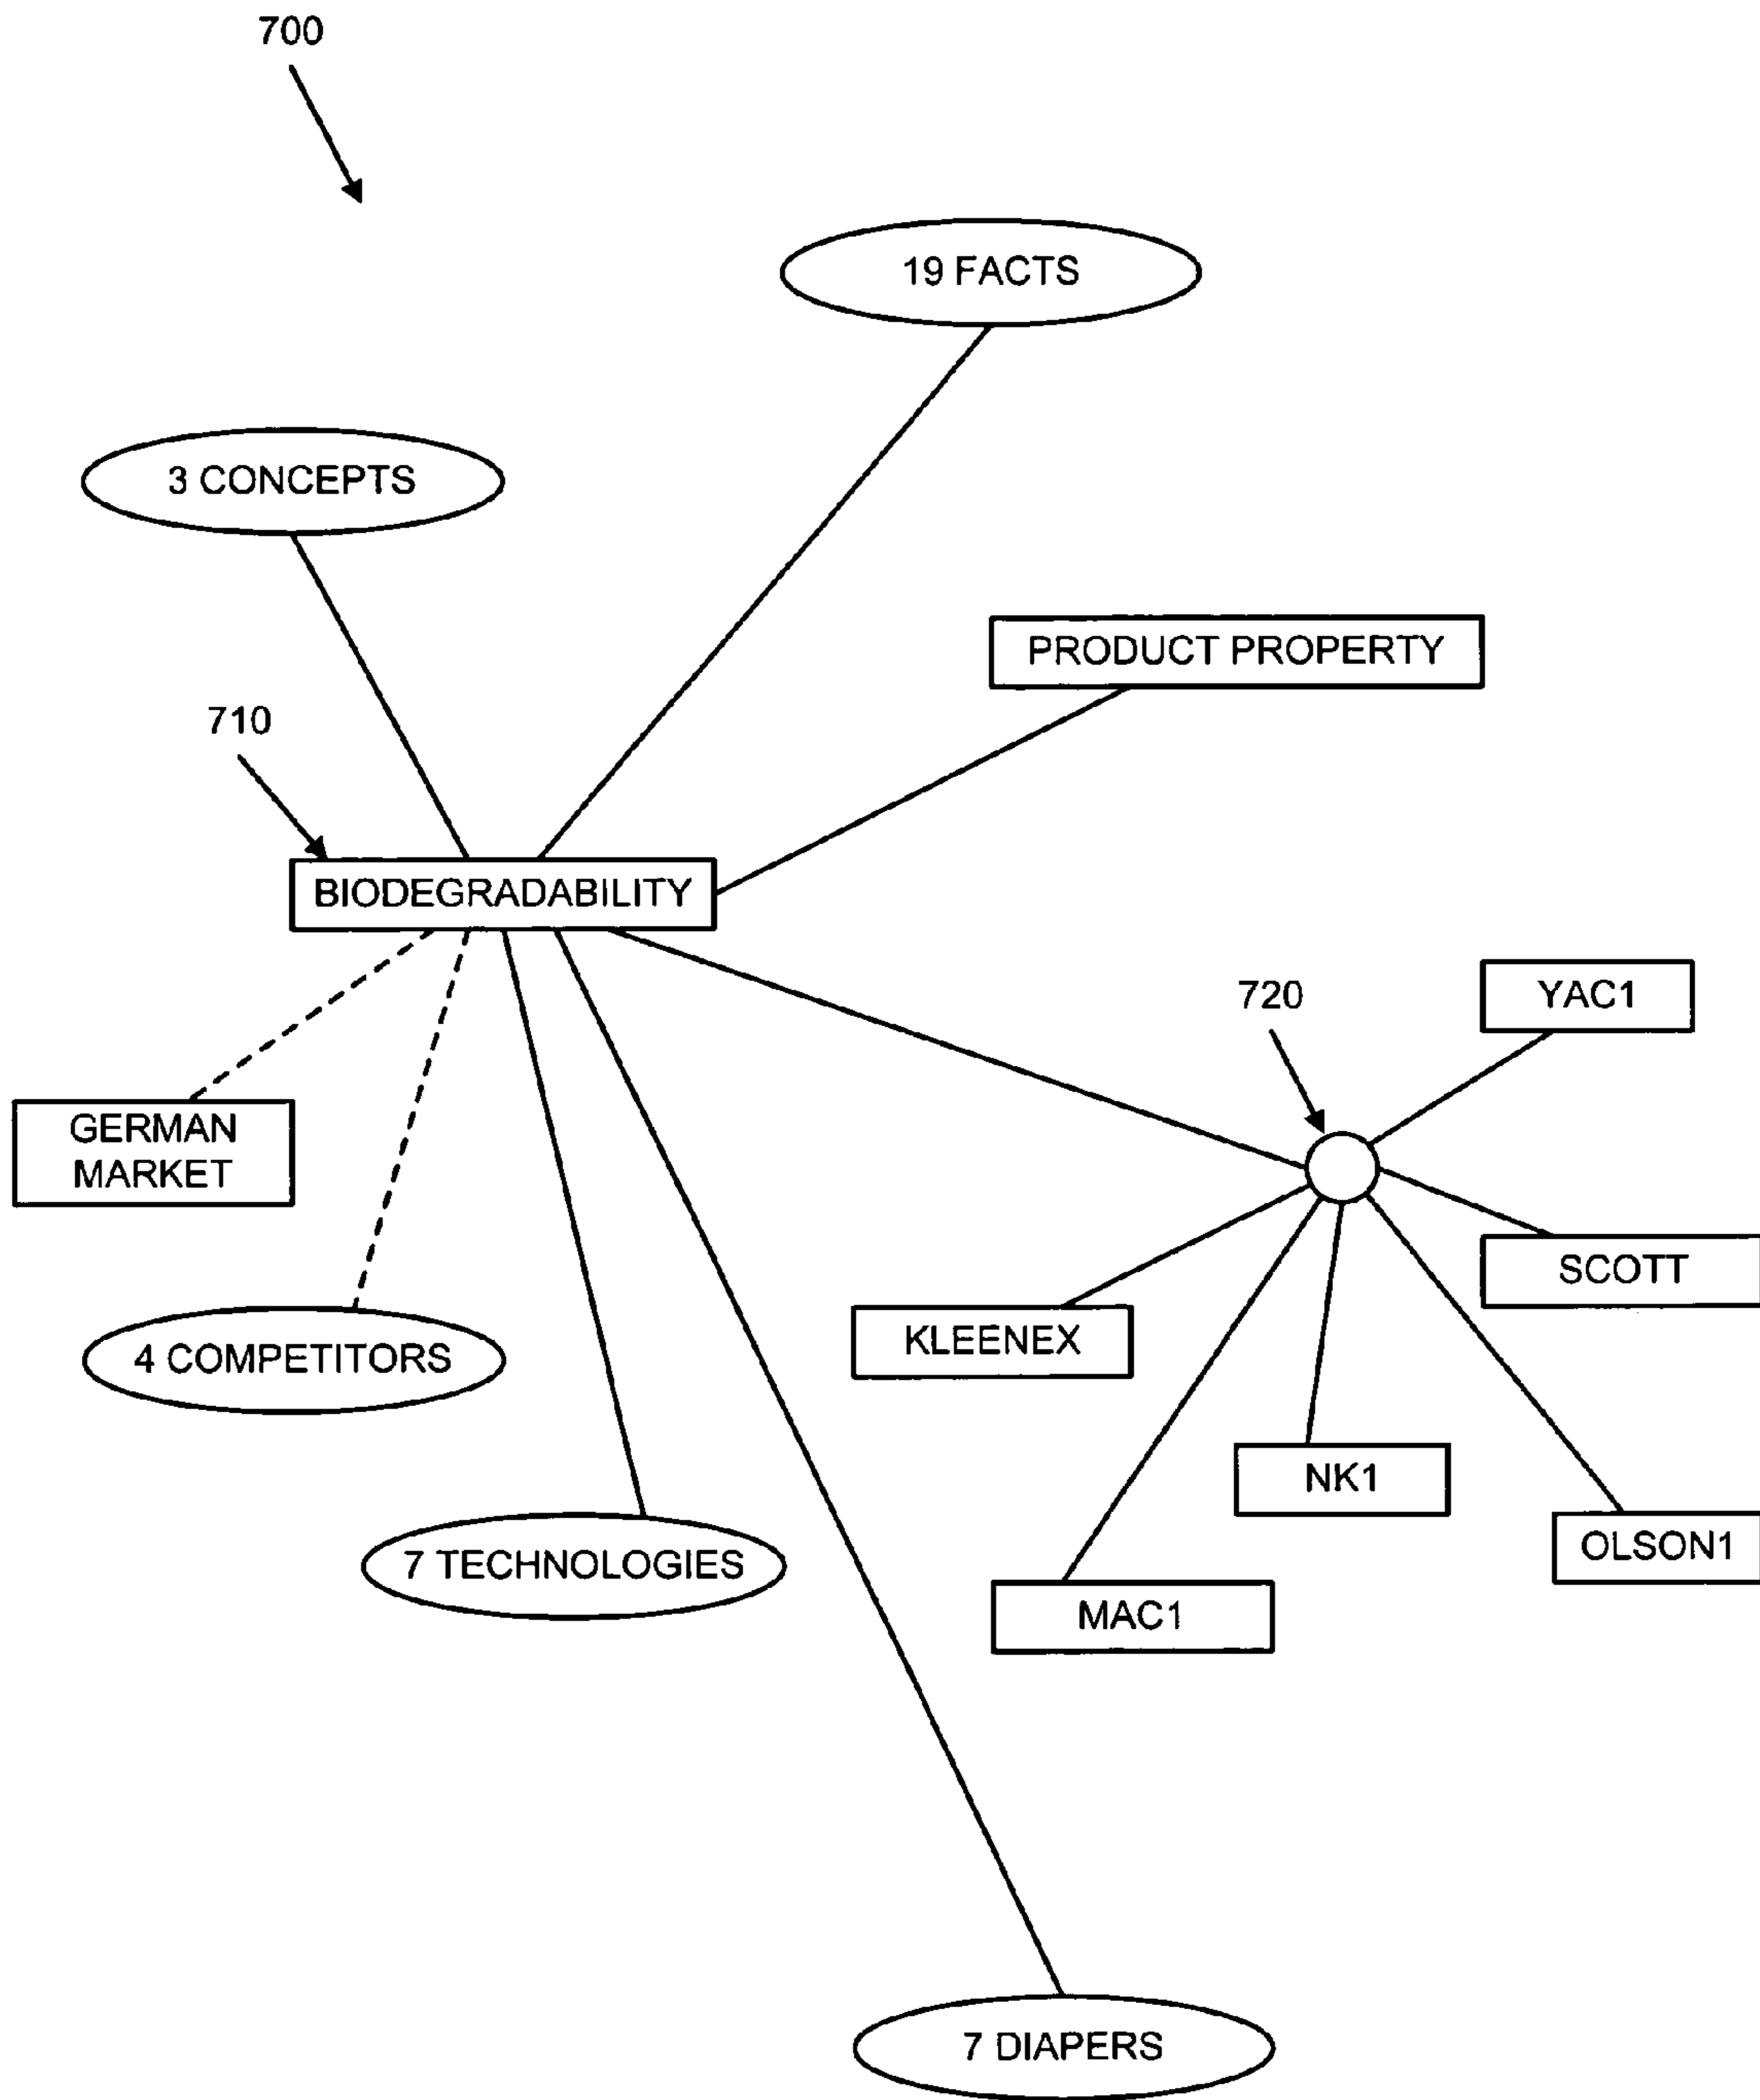 700
19 FACTS
3 CONCEPTS
PRODUCT PROPERTY
710
BIODEGRADABILITY
720
YAC1
GERMAN
MARKET
SCOTT
KLEENEX
4 COMPETITORS
NK1
OLSON1
7 TECHNOLOGIES
MAC1
7 DIAPERS